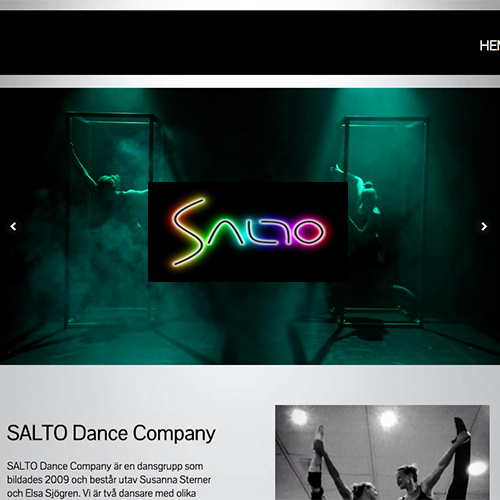 SALTO
SALTO Dance Company
SALTO Dance Company är en dansgrupp som
bildades 2009 och består utav Susanna Sterner
och Elsa Sjögren. Vi är två dansare med olika